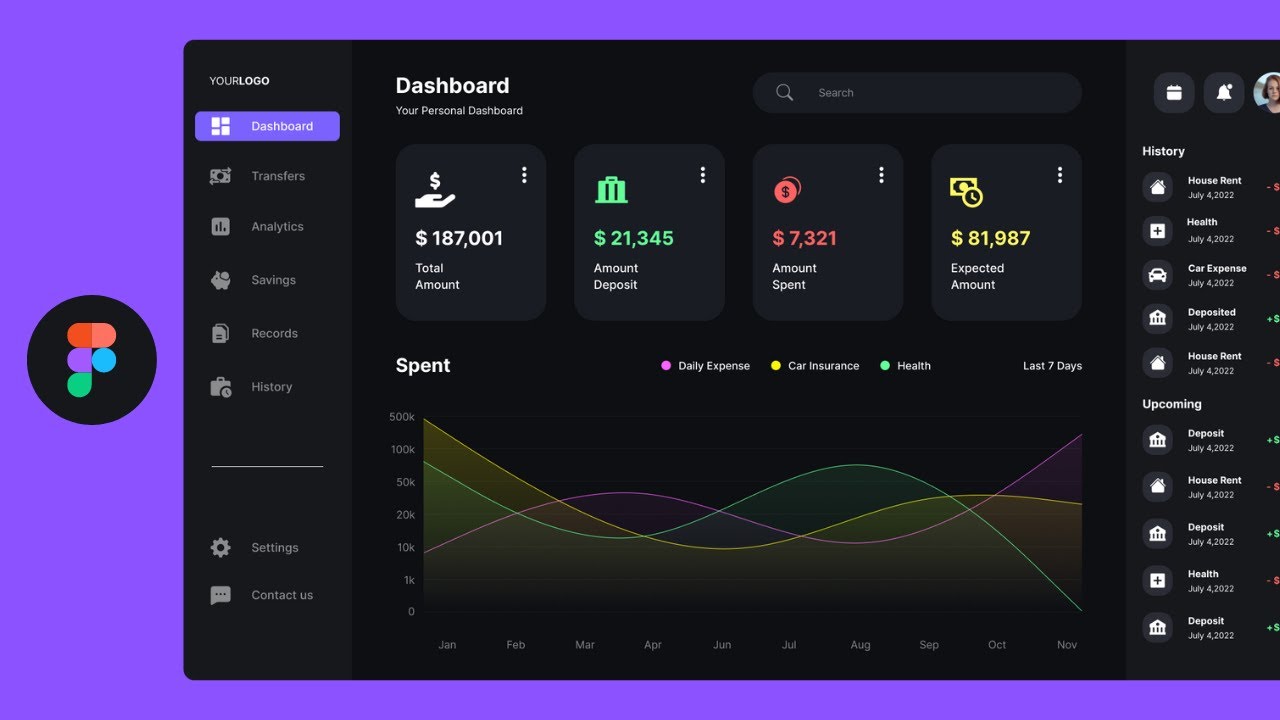 YOURLOGO
Dashboard
Transfers
Analytics
Savings
Records
History
Settings
Contact us
Dashboard
Your Personal Dashboard
Search
$ 187,001
Total
Amount
$ 21,345
Amount
Deposit
$ 7,321
Amount
Spent
$ 81,987
Expected
Amount
Spent
Daily Expense
Car Insurance
Health
Last 7 Days
500k
100k
50k
20k
10k
1k
0
Jan Feb Mar Apr Jun Jul Aug Sep Oct Nov
History
House Rent
July 4,2022
- $
Health
July 4,2022
- $
Car Expense
July 4,2022
- $
Deposited
July 4,2022
+$
House Rent
July 4,2022
- $
Upcoming
Deposit
July 4,2022
+$
House Rent
July 4,2022
- $
Deposit
July 4,2022
+$
Health
July 4,2022
- $
Deposit
July 4,2022
+$